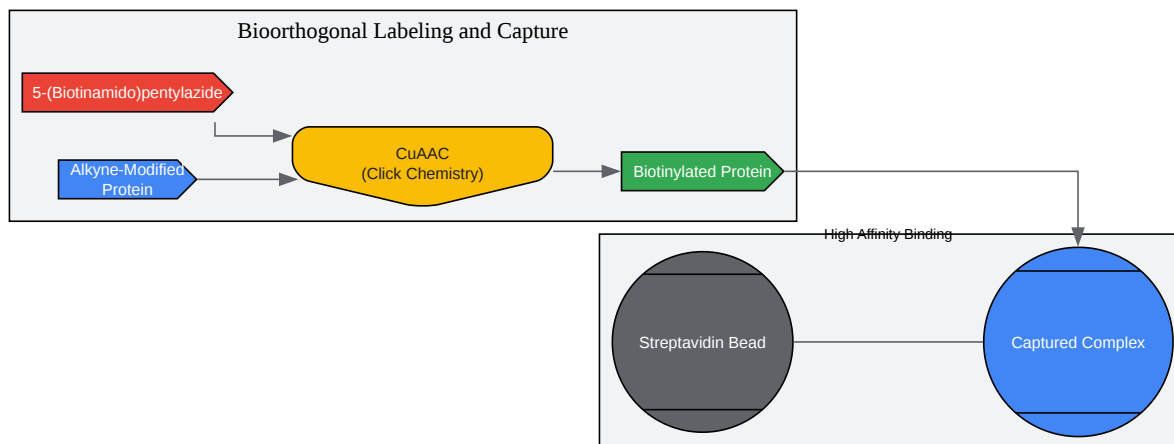 Bioorthogonal Labeling and Capture
5-(Biotinamido)pentylazide
Alkyne-Modified
Protein
CuAAC
(Click Chemistry)
Biotinylated Protein
High Affinity Binding
Streptavidin Bead
Captured Complex